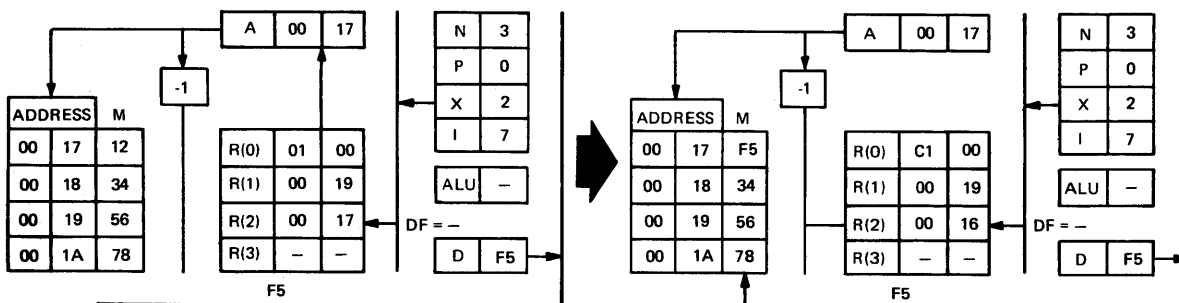 A 00 17
N 3
P 0
X 2
I 7
-1
ADDRESS M
00 17 12
00 18 34
00 19 56
00 1A 78
R(0) 01 00
R(1) 00 19
R(2) 00 17
R(3) – –
ALU –
DF = –
D F5
F5
A 00 17
N 3
P 0
X 2
I 7
-1
ADDRESS M
00 17 F5
00 18 34
00 19 56
00 1A 78
R(0) C1 00
R(1) 00 19
R(2) 00 16
R(3) – –
ALU –
DF = –
D F5
F5